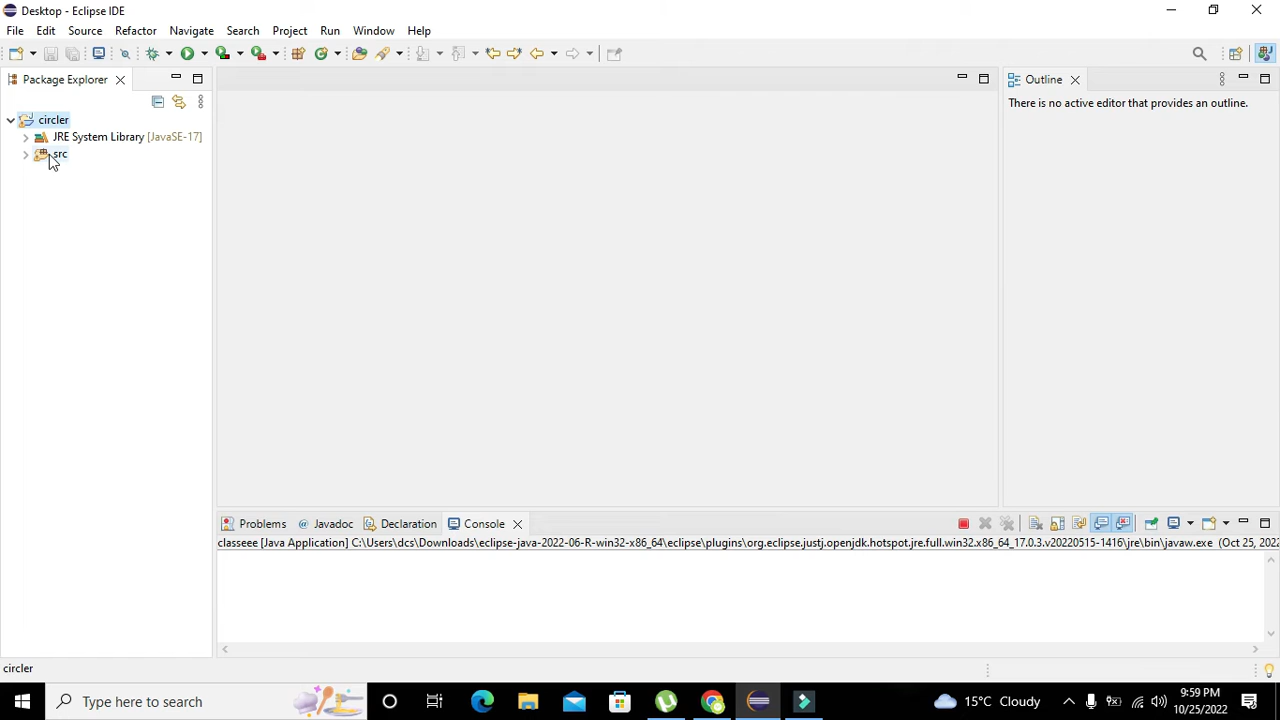 Desktop - Eclipse IDE
File Edit Source Refactor Navigate Search Project Run Window Help
Package Explorer
Outline
There is no active editor that provides an outline.
circler
JRE System Library [JavaSE-17]
src
Problems
@ Javadoc
Declaration
Console
classeee [Java Application] C:\Users\dcs\Downloads\eclipse-java-2022-06-R-win32-x86_64\eclipse\plugins\org.eclipse.justj.openjdk.hotspot.jre.full.win32.x86_64_17.0.3.v20220515-1416\jre\bin\javaw.exe (Oct 25, 2022
circler
Type here to search
15°C Cloudy
9:59 PM
10/25/2022